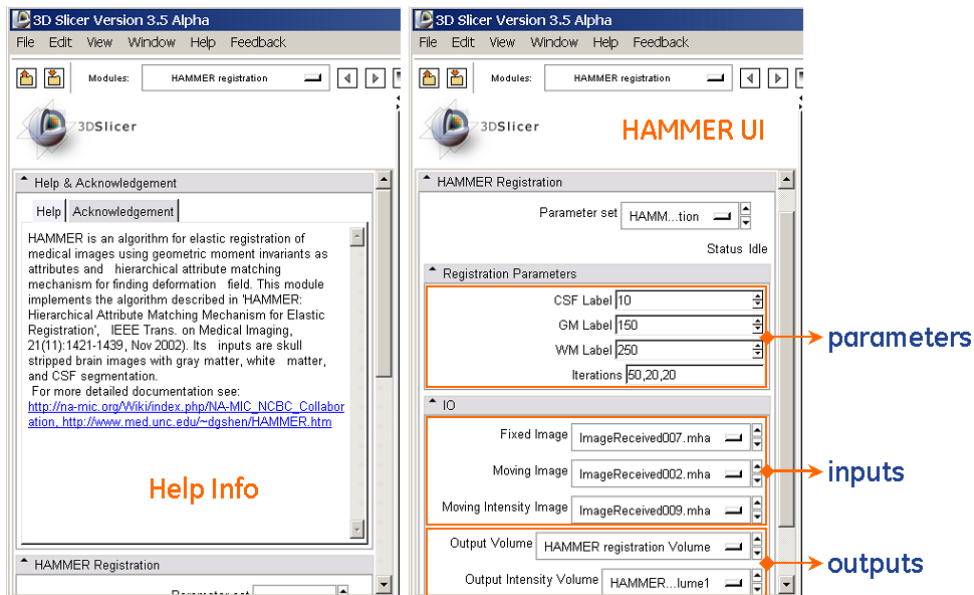 3D Slicer Version 3.5 Alpha
File Edit View Window Help Feedback
Modules: HAMMER registration
3DSlicer
Help & Acknowledgement
Help Acknowledgement
HAMMER is an algorithm for elastic registration of
medical images using geometric moment invariants as
attributes and hierarchical attribute matching
mechanism for finding deformation field. This module
implements the algorithm described in 'HAMMER:
Hierarchical Attribute Matching Mechanism for Elastic
Registration', IEEE Trans. on Medical Imaging,
21(11):1421-1439, Nov 2002). Its inputs are skull
stripped brain images with gray matter, white matter,
and CSF segmentation.
For more detailed documentation see:
http://na-mic.org/Wiki/index.php/NA-MIC_NCBC_Collabor
ation, http://www.med.unc.edu/~dgshen/HAMMER.htm
Help Info
HAMMER Registration
Parameter set
3D Slicer Version 3.5 Alpha
File Edit View Window Help Feedback
Modules: HAMMER registration
3DSlicer
HAMMER UI
HAMMER Registration
Parameter set HAMM...tion
Status Idle
Registration Parameters
CSF Label 10
GM Label 150
WM Label 250
Iterations 50,20,20
parameters
IO
Fixed Image ImageReceived007.mha
Moving Image ImageReceived002.mha
Moving Intensity Image ImageReceived009.mha
inputs
Output Volume HAMMER registration Volume
Output Intensity Volume HAMMER...lume1
outputs